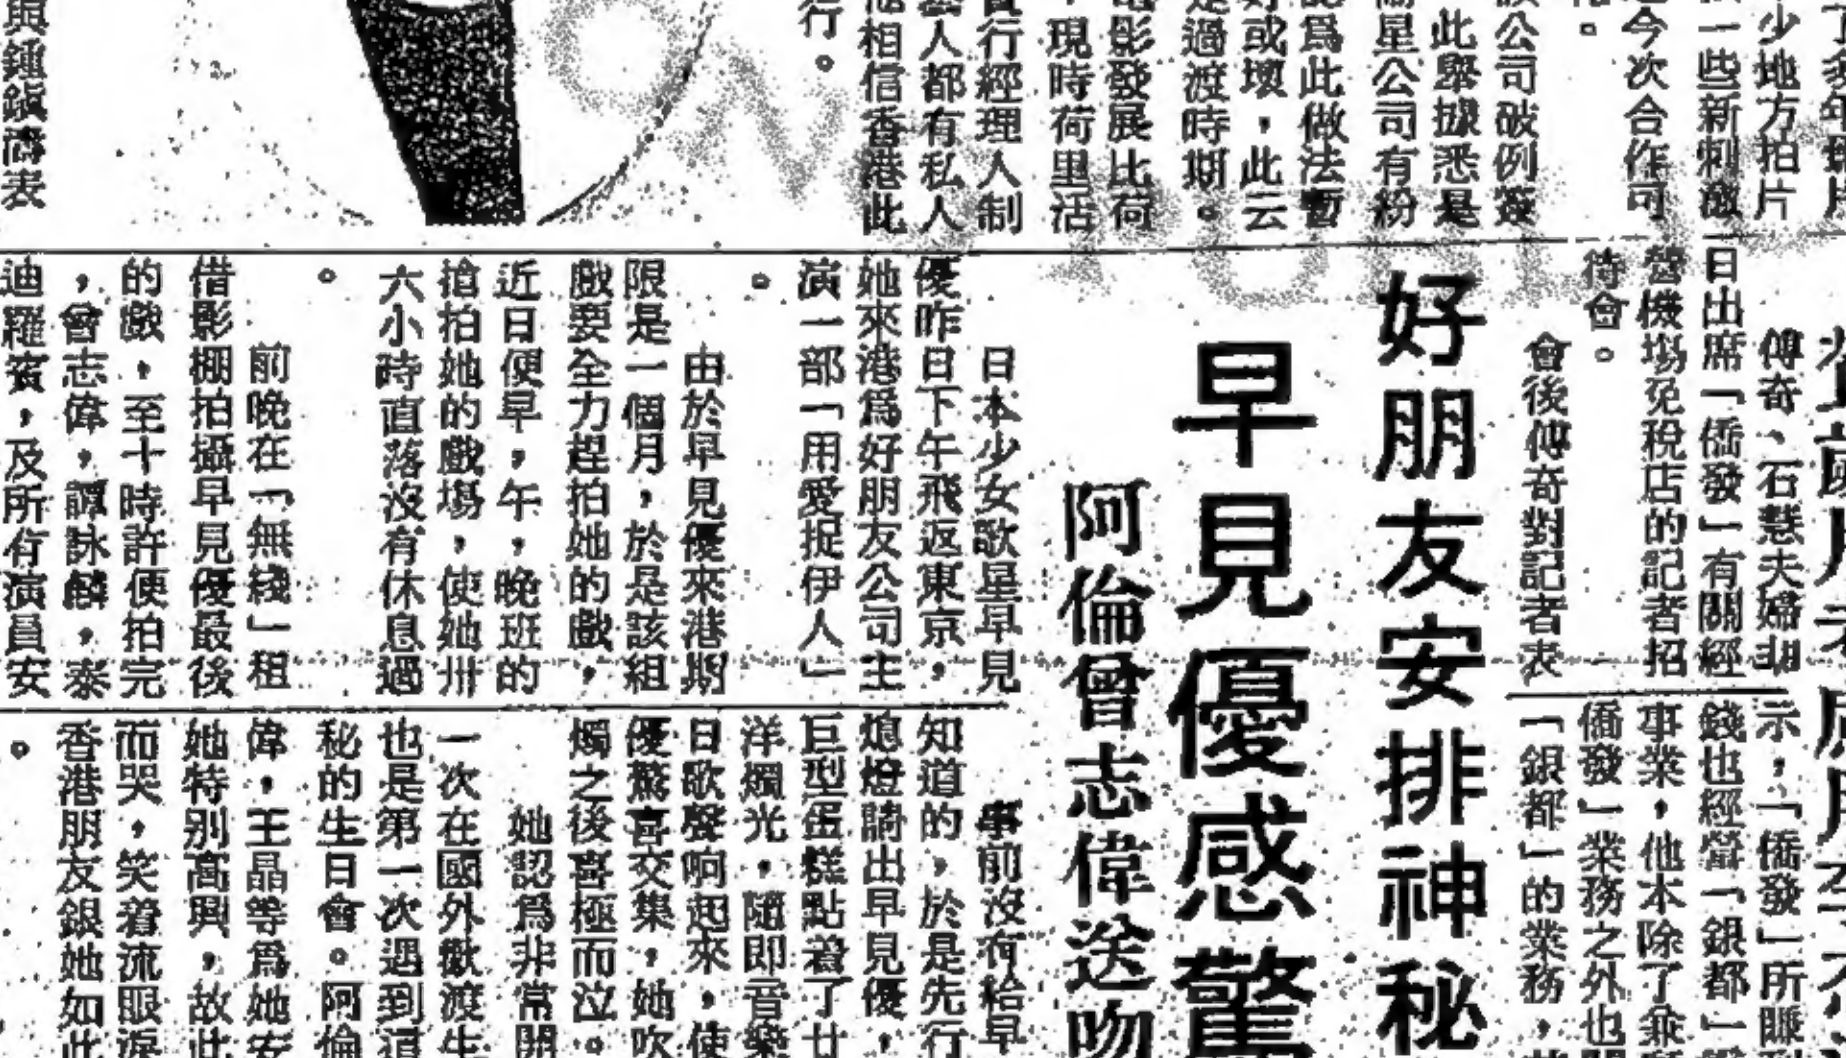 行。
相信香港此
人都有私人
行經理人制
現時荷里活
影發展比荷
是過渡時期。
好或壞，此云
認爲此做法暫
關星公司有粉
此舉據悉是
公司破例簽
今次合作司
一些新刺激
少地方拍片
傅奇、石慧夫婦
日出席「僑發」有關經
營機場免稅店的記者招
待會。
會後傅奇對記者表
示，「僑發」所賺
錢也經營「銀都」
事業，他本除了兼
僑發」業務之外也
「銀都」的業務，
好朋友安排神秘
早見優感驚
阿倫曾志偉送吻
日本少女歌星早見
優昨日下午飛返東京，
她來港爲好朋友公司主
演一部「用愛捉伊人」
。
由於早見優來港期
限是一個月，於是該組
戲要全力趕拍她的戲，
近日便早，午，晚班的
搶拍她的戲場，使她卅
六小時直落沒有休息過
。
前晚在「無綫」租
借影棚拍攝早見優最後
的戲，至十時許便拍完
，曾志偉，譚詠麟，泰
迪羅賓，及所有演員安
事前沒有給早
知道的，於是先行
熄燈騎出早見優，
巨型蛋糕點着了廿
洋燭光，隨即音樂
日歌聲响起來，使
優驚喜交集，她吹
燭之後喜極而泣。
她認爲非常開
一次在國外歡渡生
也是第一次遇到這
秘的生日會。阿倫
偉，王晶等爲她安
她特別高興，故此
而哭，笑着流眼淚
香港朋友銀她如此
。